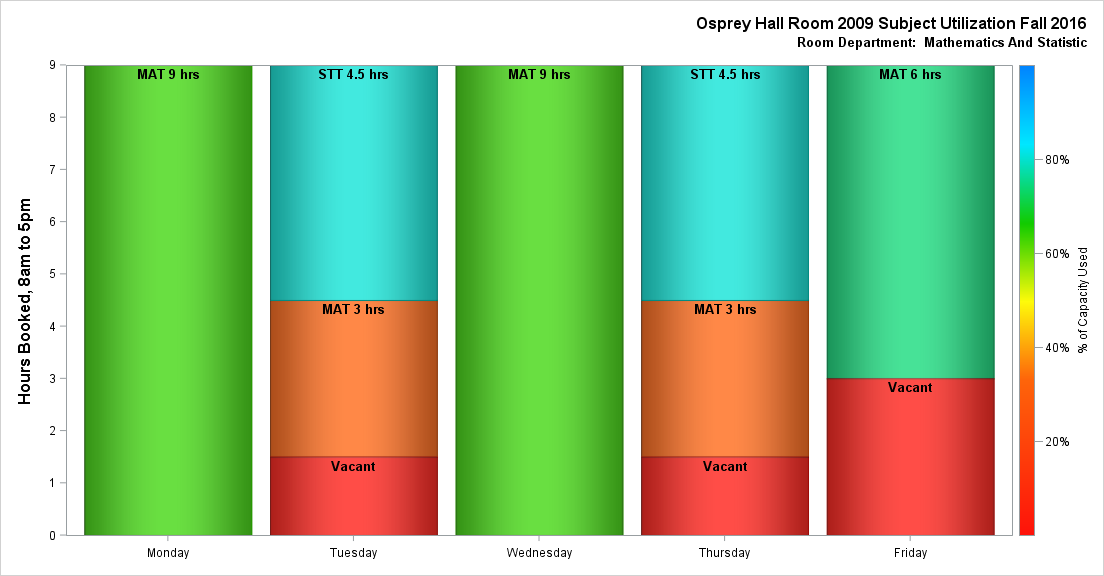 Osprey Hall Room 2009 Subject Utilization Fall 2016
Room Department: Mathematics And Statistic
Hours Booked, 8am to 5pm
9
8
7
6
5
4
3
2
1
0
MAT 9 hrs
STT 4.5 hrs
MAT 3 hrs
Vacant
MAT 9 hrs
STT 4.5 hrs
MAT 3 hrs
Vacant
MAT 6 hrs
Vacant
Monday
Tuesday
Wednesday
Thursday
Friday
80%
60%
40%
20%
% of Capacity Used